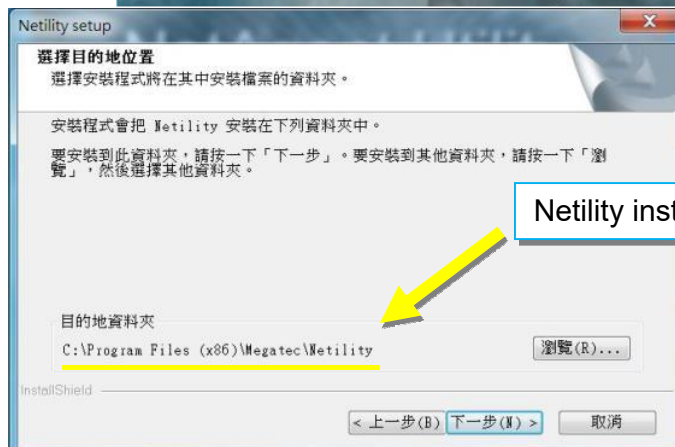 Netility setup
選擇目的地位置
選擇安裝程式將在其中安裝檔案的資料夾。
安裝程式會把 Netility 安裝在下列資料夾中。
要安裝到此資料夾,請按一下「下一步」。要安裝到其他資料夾,請按一下「瀏
覽」,然後選擇其他資料夾。
Netility inst
目的地資料夾
C:\Program Files (x86)\Megatec\Netility
瀏覽(R)...
InstallShield
< 上一步(B) 下一步(N) > 取消